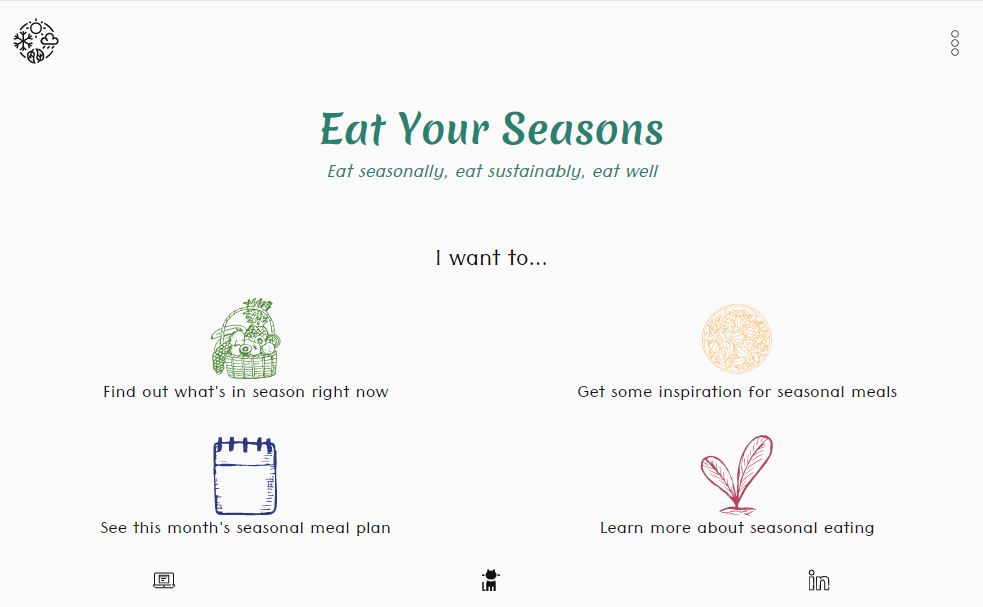 Eat Your Seasons
Eat seasonally, eat sustainably, eat well
I want to...
Find out what's in season right now
Get some inspiration for seasonal meals
See this month's seasonal meal plan
Learn more about seasonal eating
in